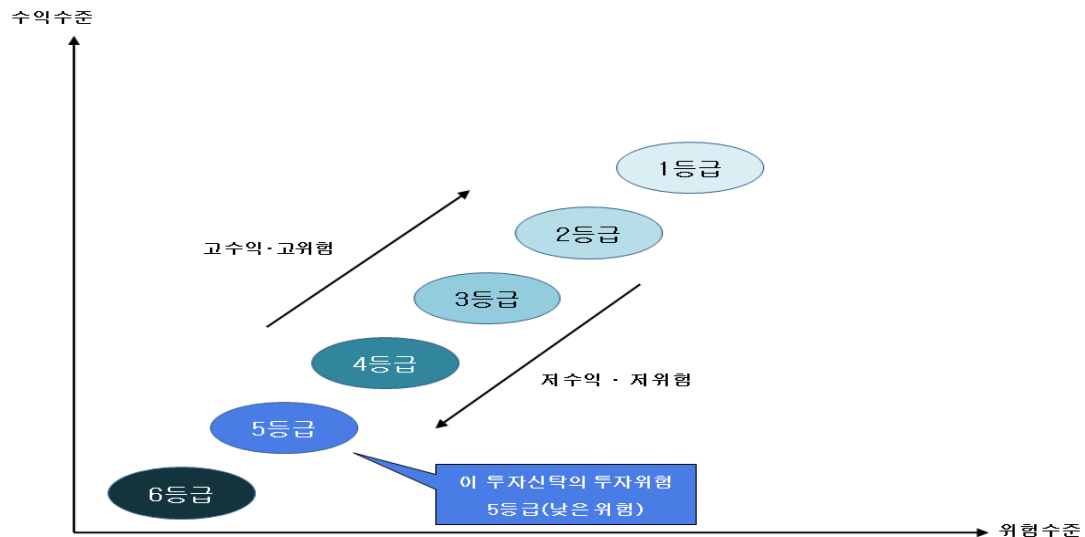 수익수준
1등급
2등급
고수익·고위험
3등급
4등급
저수익 · 저위험
5등급
이 투자신탁의 투자위험
5등급(낮은 위험)
6등급
위험수준